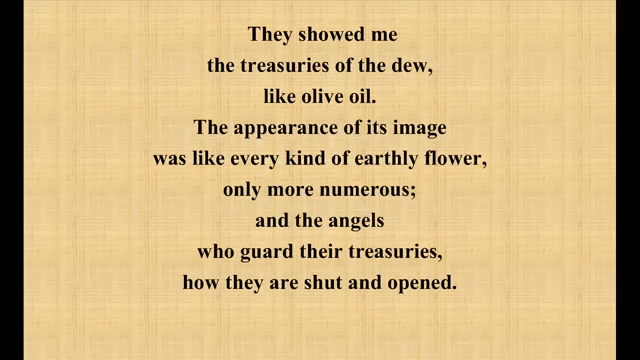 They showed me
the treasuries of the dew,
like olive oil.
The appearance of its image
was like every kind of earthly flower,
only more numerous;
and the angels
who guard their treasuries,
how they are shut and opened.